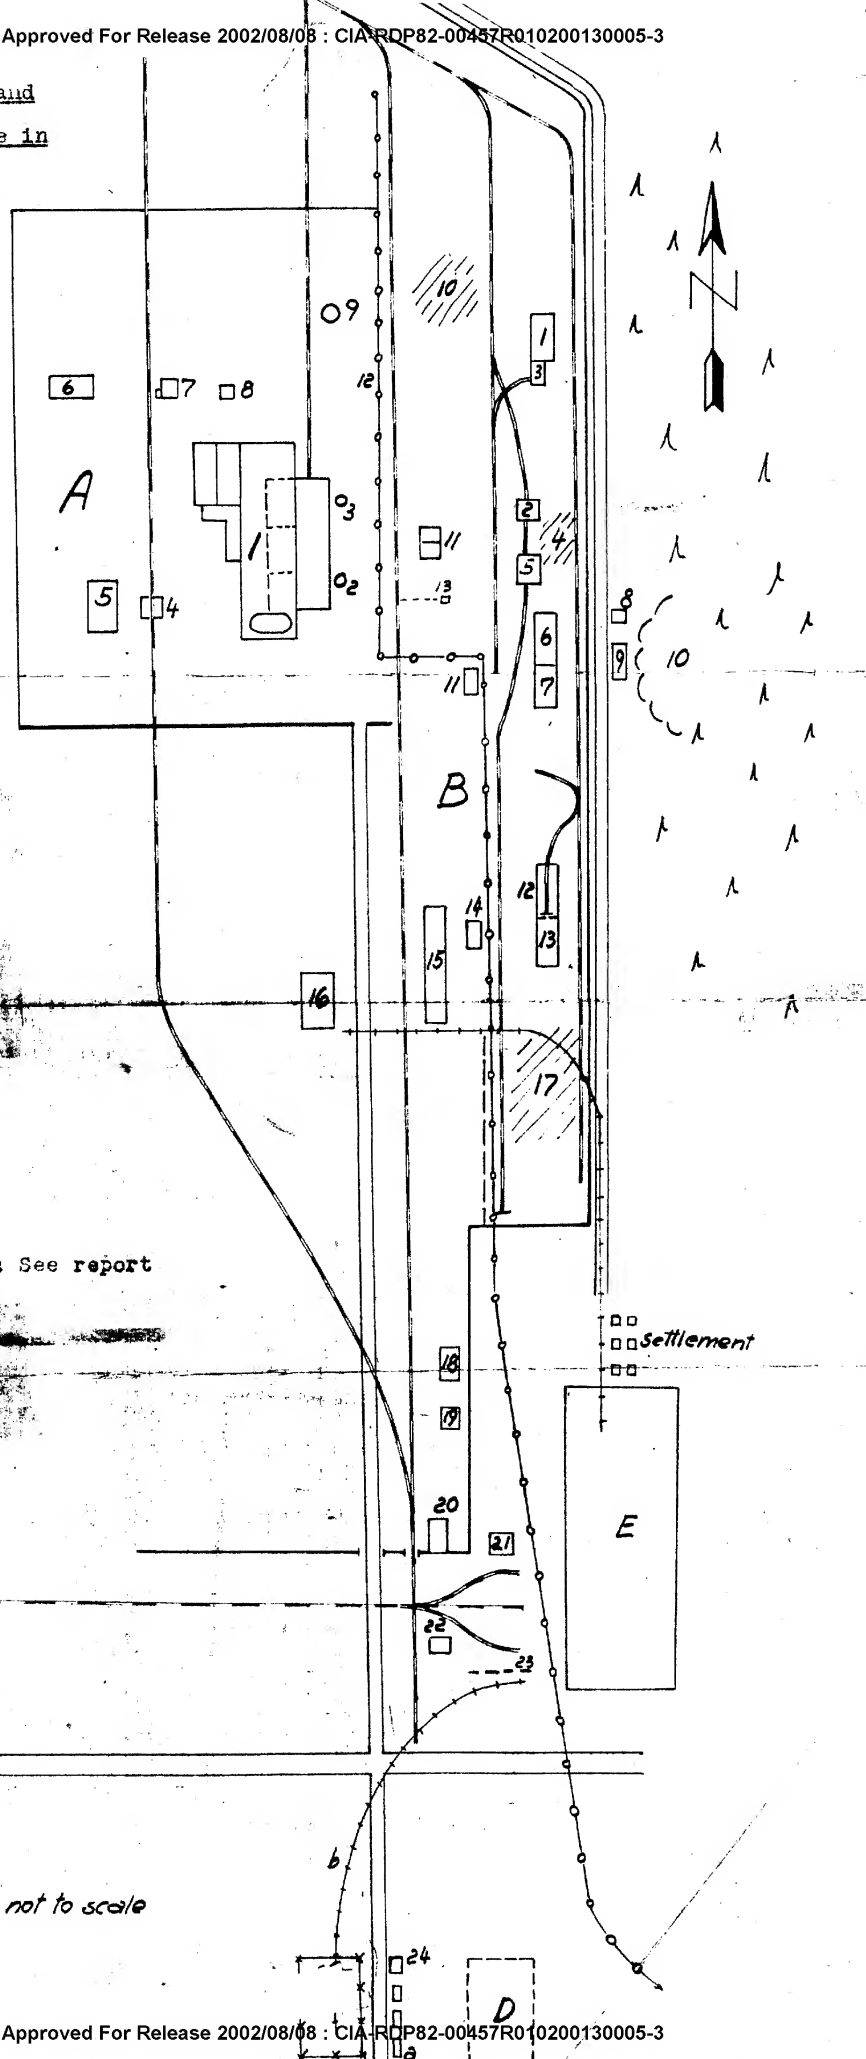 Approved For Release 2002/08/08 : CIA-RDP82-00457R010200130005-3
and
e in
N
10
9
1
3
12
6
7
8
A
3
2
4
11
5
1
5
4
2
13
6
8
7
9
10
11
B
12
14
13
15
16
17
: See report
settlement
18
19
20
E
21
22
23
b
not to scale
24
D
Approved For Release 2002/08/08 : CIA-RDP82-00457R010200130005-3
a